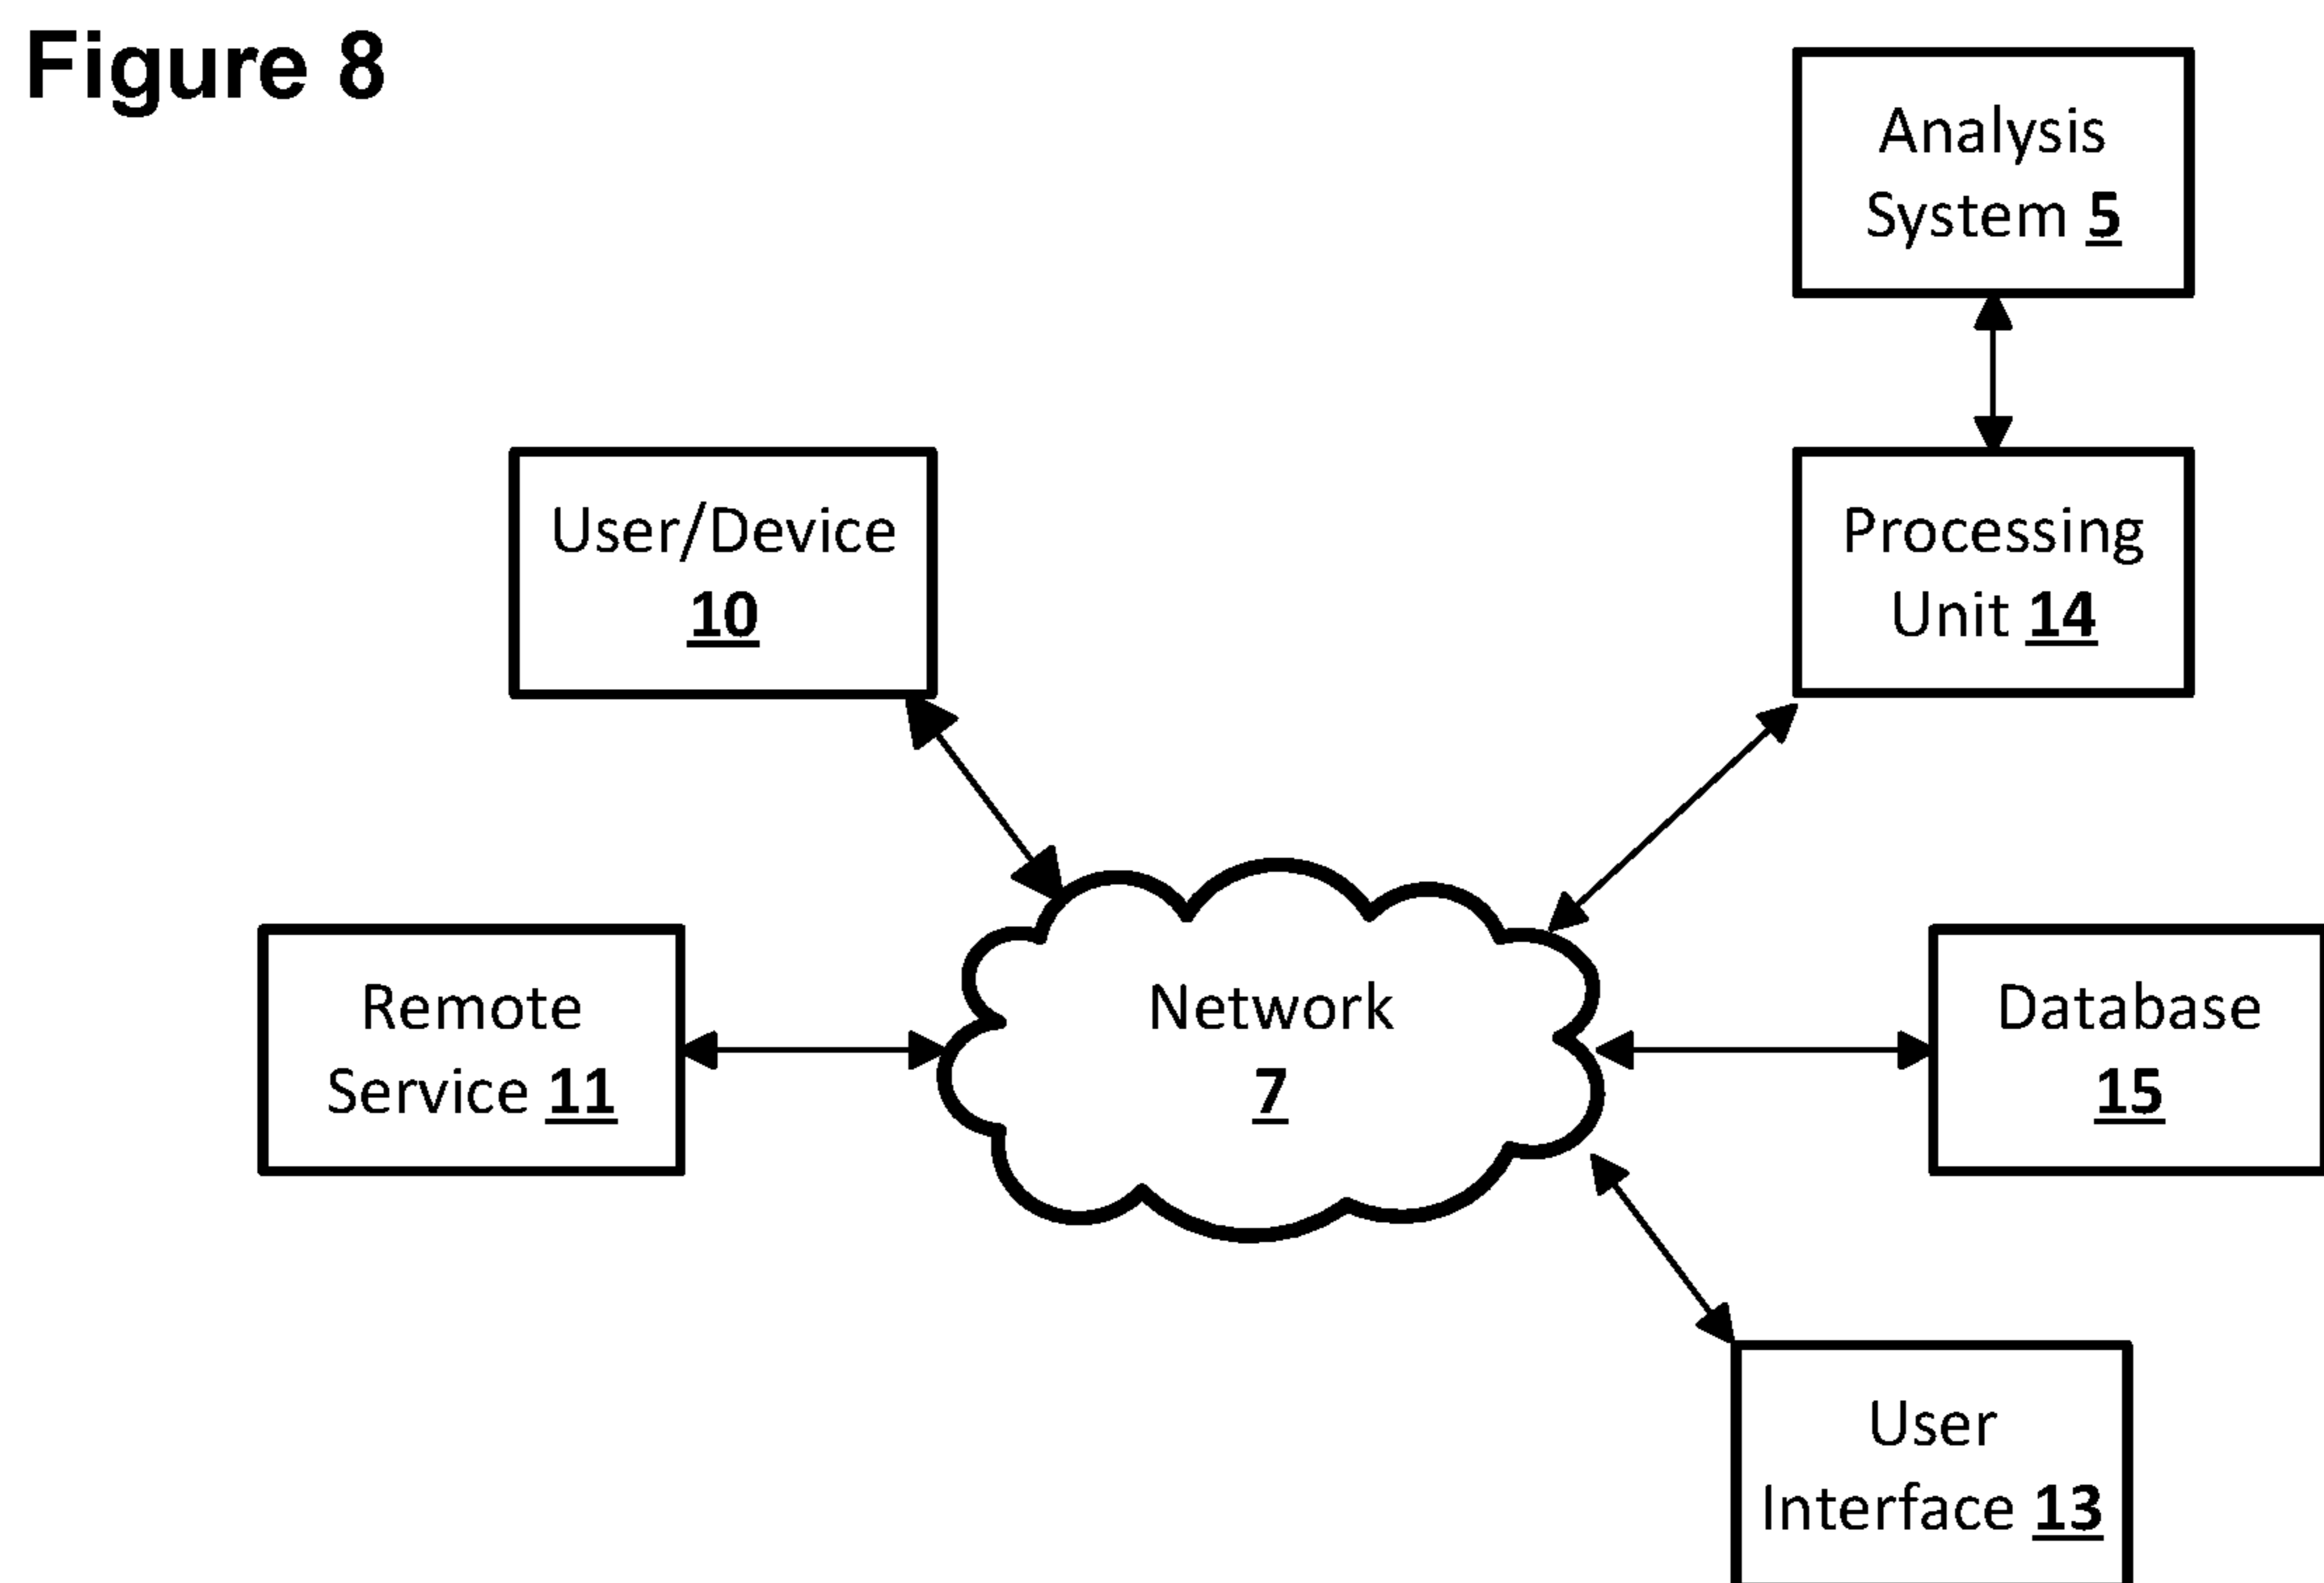 Figure 8
Analysis
System 5
User/Device
10
Processing
Unit 14
Remote
Service 11
Network
7
Database
15
User
Interface 13